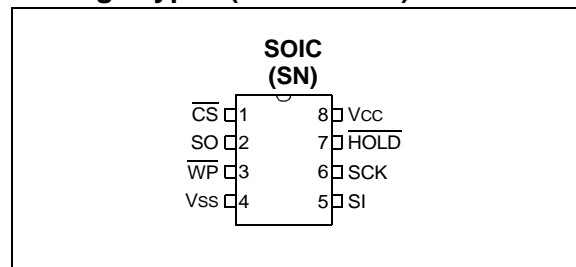 SOIC
(SN)
CS 1 8 Vcc
SO 2 7 HOLD
WP 3 6 SCK
Vss 4 5 SI